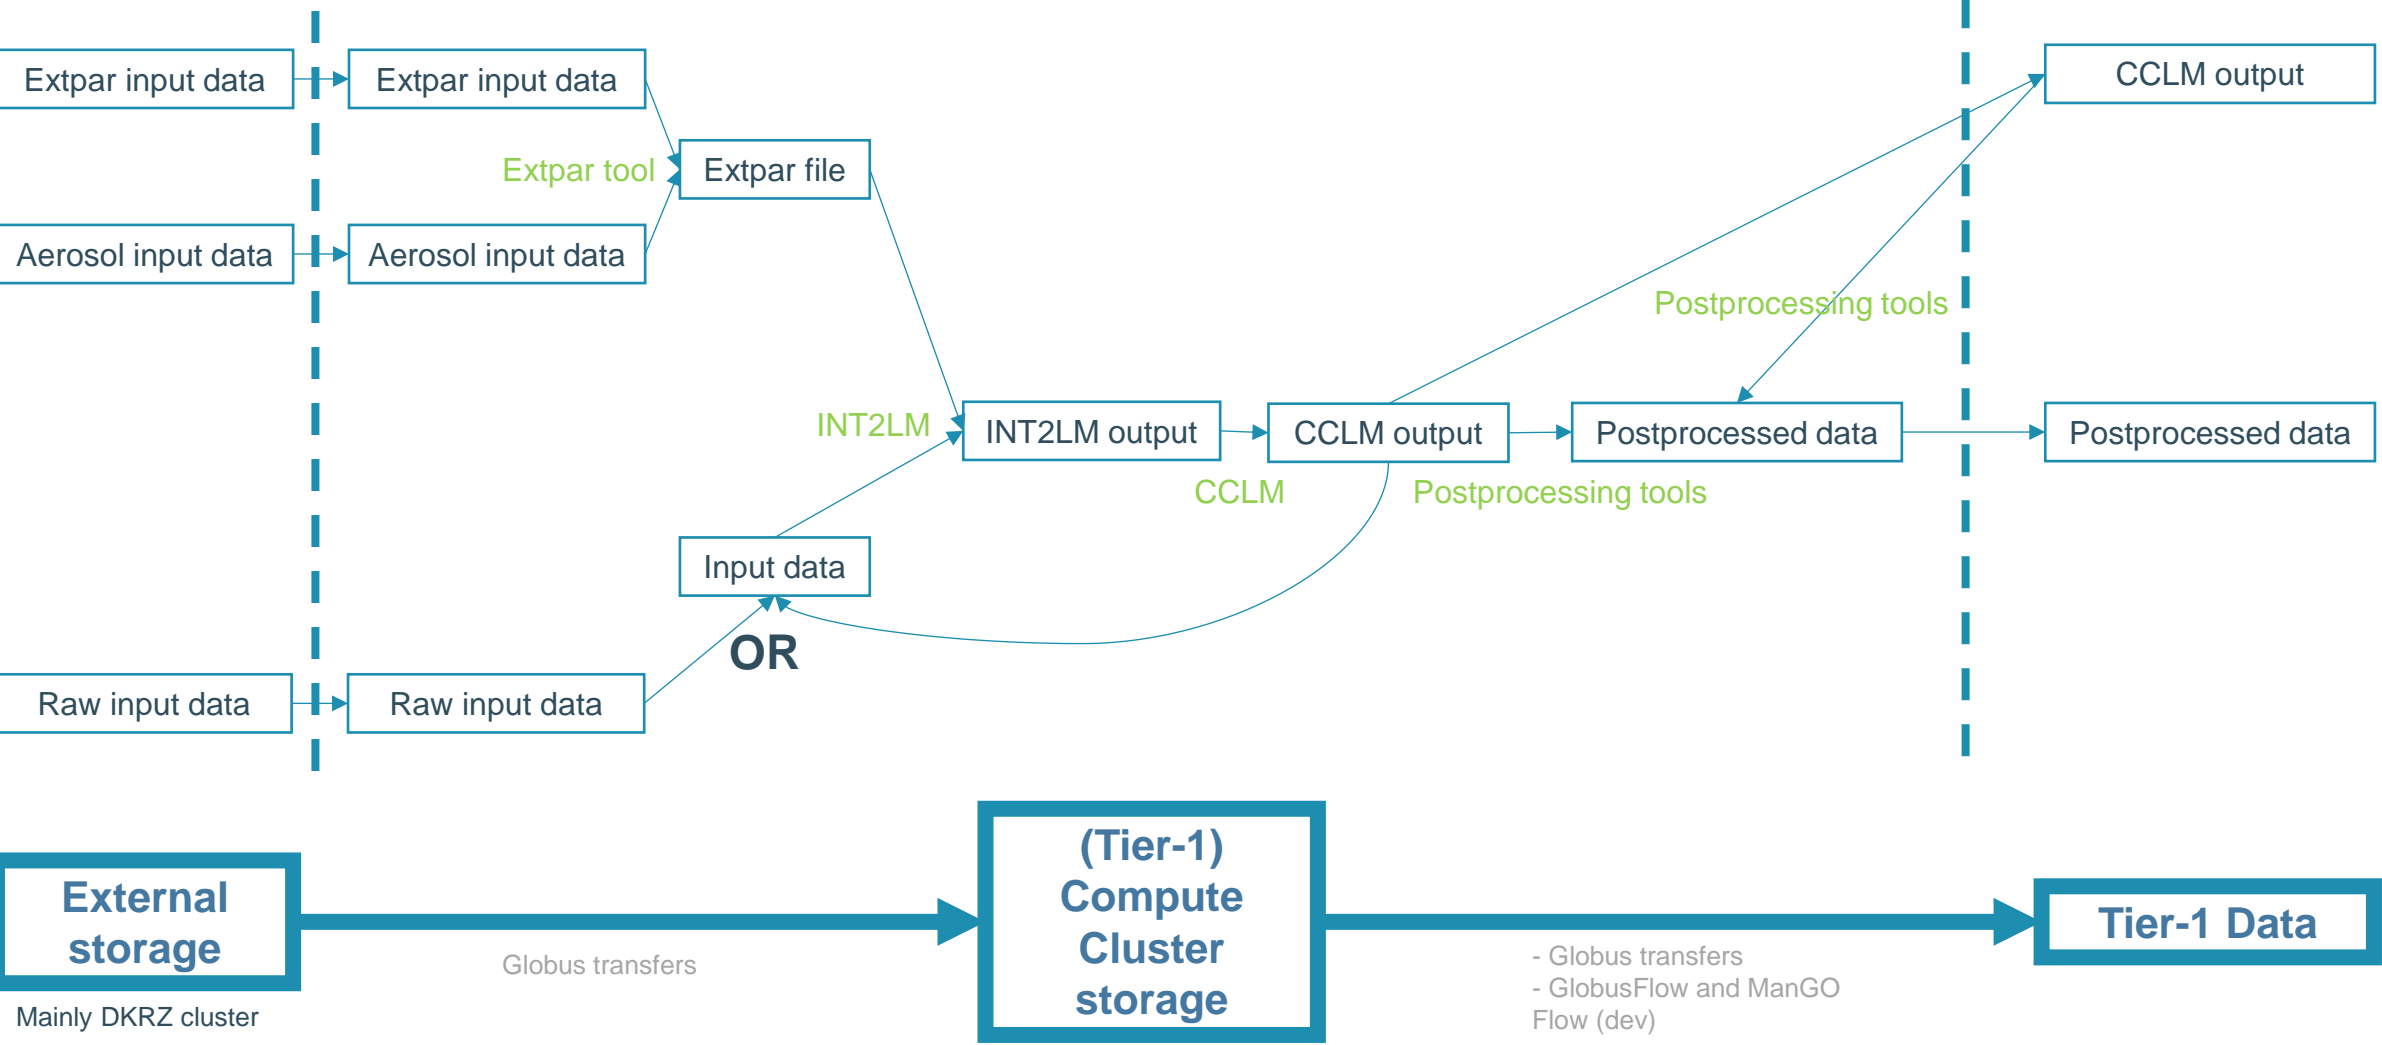 Extpar input data
Extpar input data
CCLM output
Extpar tool
Extpar file
Aerosol input data
Aerosol input data
Postprocessing tools
INT2LM
INT2LM output
CCLM output
Postprocessed data
Postprocessed data
CCLM
Postprocessing tools
Input data
OR
Raw input data
Raw input data
External
storage
Mainly DKRZ cluster
Globus transfers
(Tier-1)
Compute
Cluster
storage
- Globus transfers
- GlobusFlow and ManGO
Flow (dev)
Tier-1 Data